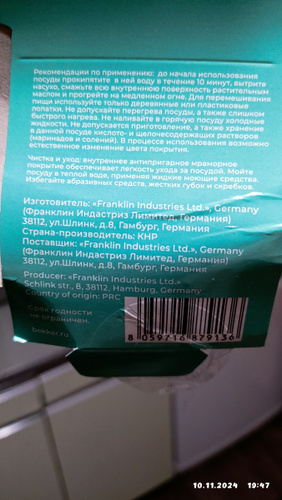 Рекомендации по применению: до начала использования
посуды прокипятите в ней воду в течение 10 минут, вытрите
насухо, смажьте всю внутреннюю поверхность растительным
маслом и прогрейте на медленном огне. Для перемешивания
пищи используйте только деревянные или пластиковые
лопатки. Не допускайте перегрева посуды, а также слишком
быстрого нагрева. Не наливайте в горячую посуду холодные
жидкости. Не допускается приготовление, а также хранение
в данной посуде кислото- и щелочесодержащих растворов
(маринадов и солений). В процессе использования возможно
естественное изменение цвета покрытия.
Чистка и уход: внутреннее антипригарное мраморное
покрытие обеспечивает легкость ухода за посудой. Мойте
посуду в теплой воде, применяя жидкие моющие средства.
Избегайте абразивных средств, жестких губок и скребков.
Изготовитель: «Franklin Industries Ltd.», Germany
(Франклин Индастриз Лимитед, Германия)
38112, ул.Шлинк, д.8, Гамбург, Германия
Страна-производитель: КНР
Поставщик: «Franklin Industries Ltd.», Germany
(Франклин Индастриз Лимитед, Германия)
38112, ул.Шлинк, д.8, Гамбург, Германия
Producer: «Franklin Industries Ltd.»
Schlink str., 8, 38112, Hamburg, Germany
Country of origin: PRC
Срок годности
не ограничен.
bekker.ru
8 059716 879136
10.11.2024 19:47